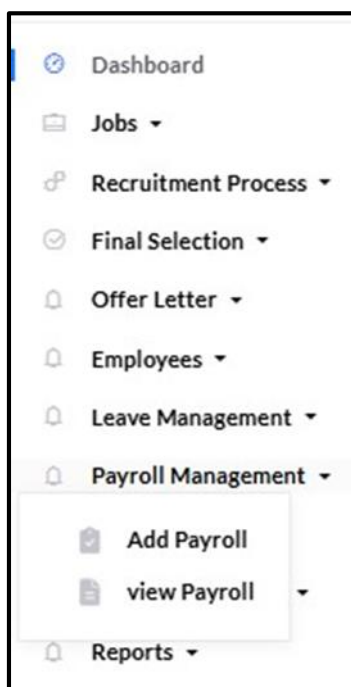 Dashboard
Jobs
Recruitment Process
Final Selection
Offer Letter
Employees
Leave Management
Payroll Management
Add Payroll
view Payroll
Reports